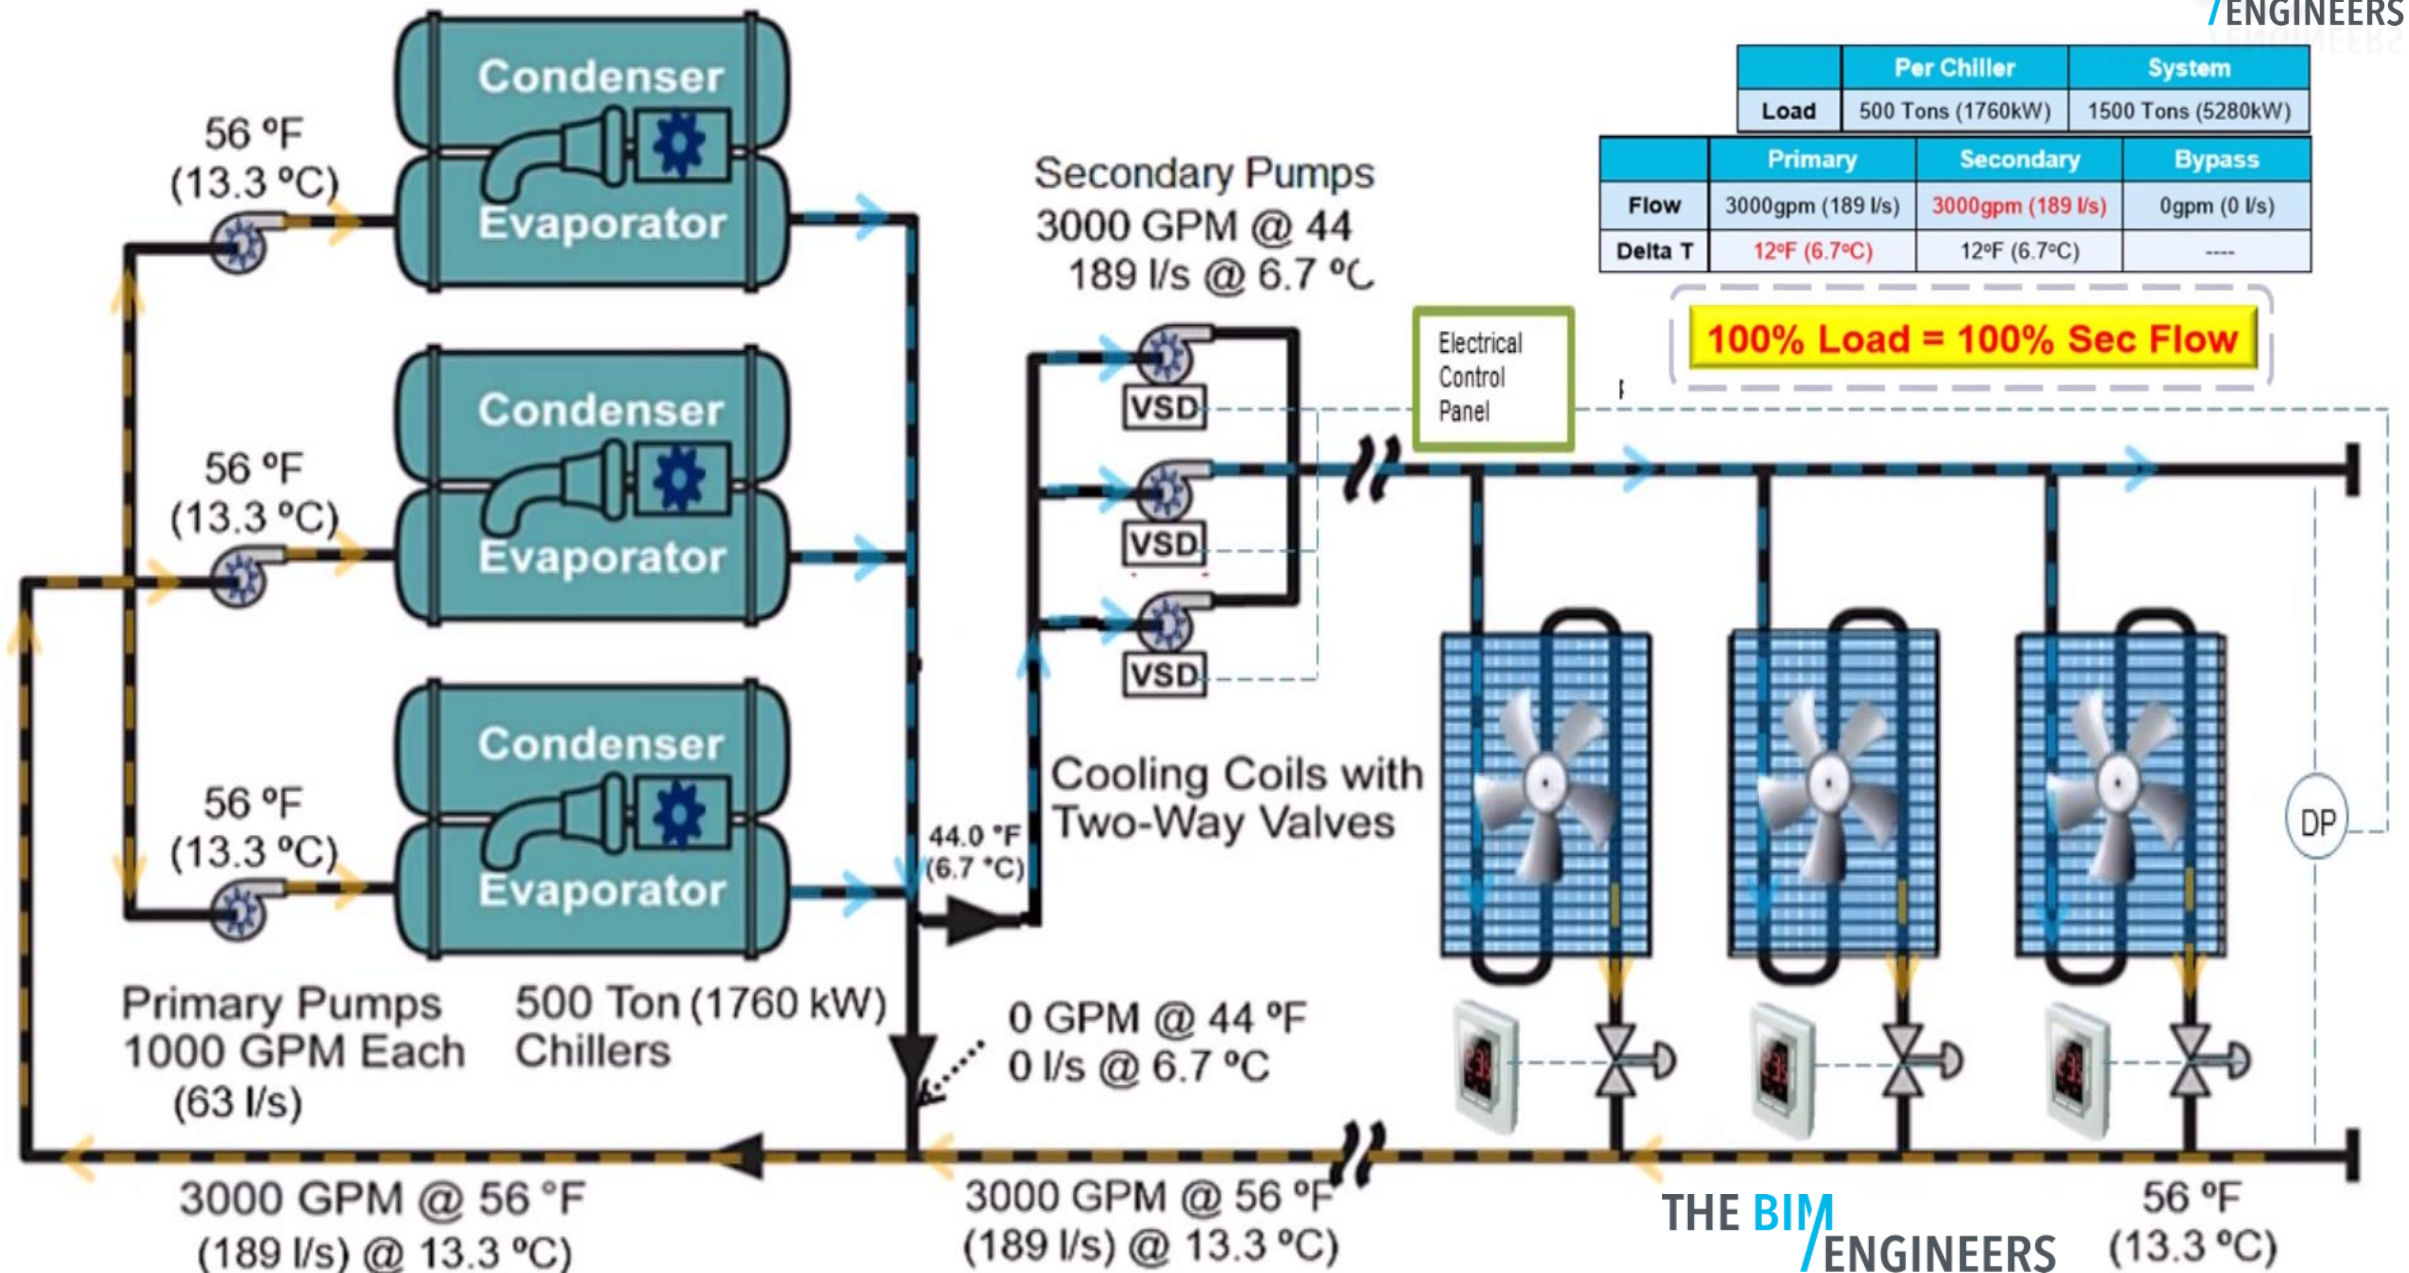 /ENGINEERS
Per Chiller System
Load 500 Tons (1760kW) 1500 Tons (5280kW)
Primary Secondary Bypass
Flow 3000gpm (189 l/s) 3000gpm (189 l/s) 0gpm (0 l/s)
Delta T 12ºF (6.7ºC) 12ºF (6.7ºC) ----
100% Load = 100% Sec Flow
Condenser
Evaporator
56 ºF
(13.3 ºC)
Condenser
Evaporator
56 ºF
(13.3 ºC)
Condenser
Evaporator
56 ºF
(13.3 ºC)
Primary Pumps
1000 GPM Each
(63 l/s)
500 Ton (1760 kW)
Chillers
Secondary Pumps
3000 GPM @ 44
189 l/s @ 6.7 ºC
VSD
VSD
VSD
Electrical
Control
Panel
Cooling Coils with
Two-Way Valves
44.0 °F
(6.7 °C)
0 GPM @ 44 ºF
0 l/s @ 6.7 ºC
DP
3000 GPM @ 56 °F
(189 l/s) @ 13.3 ºC)
3000 GPM @ 56 ºF
(189 l/s) @ 13.3 ºC)
56 ºF
(13.3 ºC)
THE BIM
/ENGINEERS